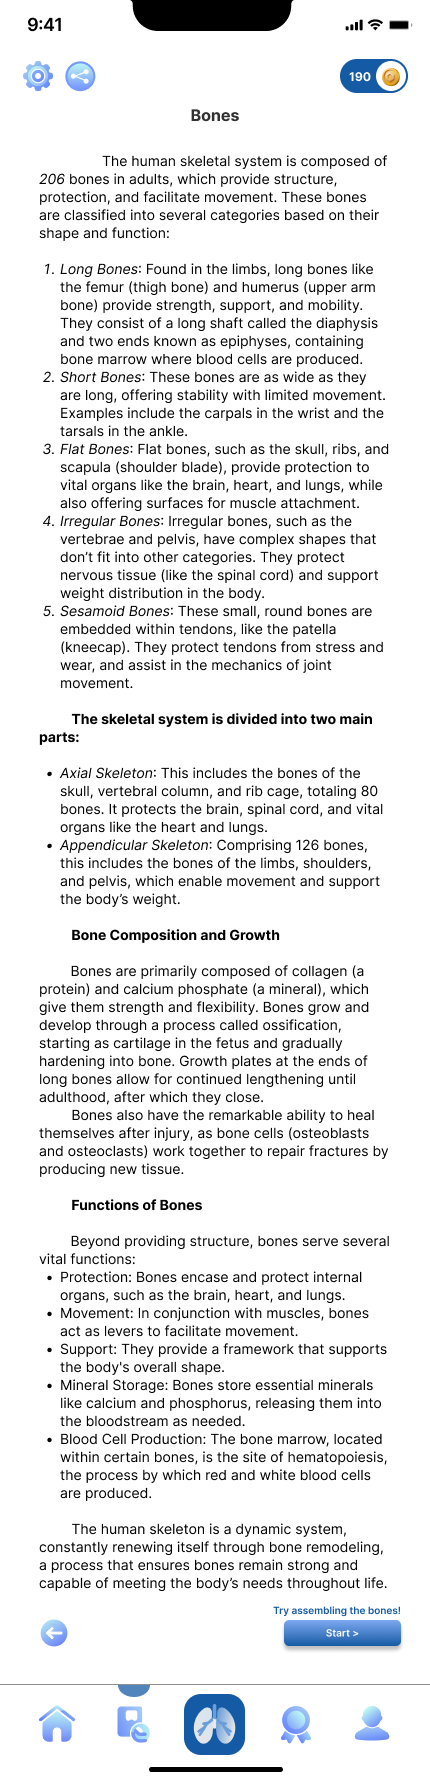 9:41
190
Bones
The human skeletal system is composed of
206 bones in adults, which provide structure,
protection, and facilitate movement. These bones
are classified into several categories based on their
shape and function:
1. Long Bones: Found in the limbs, long bones like
the femur (thigh bone) and humerus (upper arm
bone) provide strength, support, and mobility.
They consist of a long shaft called the diaphysis
and two ends known as epiphyses, containing
bone marrow where blood cells are produced.
2. Short Bones: These bones are as wide as they
are long, offering stability with limited movement.
Examples include the carpals in the wrist and the
tarsals in the ankle.
3. Flat Bones: Flat bones, such as the skull, ribs, and
scapula (shoulder blade), provide protection to
vital organs like the brain, heart, and lungs, while
also offering surfaces for muscle attachment.
4. Irregular Bones: Irregular bones, such as the
vertebrae and pelvis, have complex shapes that
don't fit into other categories. They protect
nervous tissue (like the spinal cord) and support
weight distribution in the body.
5. Sesamoid Bones: These small, round bones are
embedded within tendons, like the patella
(kneecap). They protect tendons from stress and
wear, and assist in the mechanics of joint
movement.
The skeletal system is divided into two main
parts:
• Axial Skeleton: This includes the bones of the
skull, vertebral column, and rib cage, totaling 80
bones. It protects the brain, spinal cord, and vital
organs like the heart and lungs.
• Appendicular Skeleton: Comprising 126 bones,
this includes the bones of the limbs, shoulders,
and pelvis, which enable movement and support
the body's weight.
Bone Composition and Growth
Bones are primarily composed of collagen (a
protein) and calcium phosphate (a mineral), which
give them strength and flexibility. Bones grow and
develop through a process called ossification,
starting as cartilage in the fetus and gradually
hardening into bone. Growth plates at the ends of
long bones allow for continued lengthening until
adulthood, after which they close.
Bones also have the remarkable ability to heal
themselves after injury, as bone cells (osteoblasts
and osteoclasts) work together to repair fractures by
producing new tissue.
Functions of Bones
Beyond providing structure, bones serve several
vital functions:
• Protection: Bones encase and protect internal
organs, such as the brain, heart, and lungs.
• Movement: In conjunction with muscles, bones
act as levers to facilitate movement.
• Support: They provide a framework that supports
the body's overall shape.
• Mineral Storage: Bones store essential minerals
like calcium and phosphorus, releasing them into
the bloodstream as needed.
• Blood Cell Production: The bone marrow, located
within certain bones, is the site of hematopoiesis,
the process by which red and white blood cells
are produced.
The human skeleton is a dynamic system,
constantly renewing itself through bone remodeling,
a process that ensures bones remain strong and
capable of meeting the body's needs throughout life.
Try assembling the bones!
Start >